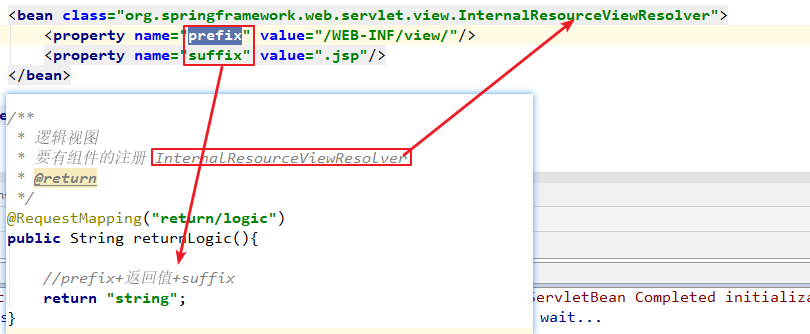 <bean class="org.springframework.web.servlet.view.InternalResourceViewResolver">
<property name="prefix" value="/WEB-INF/view/"/>
<property name="suffix" value=".jsp"/>
</bean>
/**
* 逻辑视图
* 要有组件的注册 InternalResourceViewResolver
* @return
*/
@RequestMapping("return/logic")
public String returnLogic(){
//prefix+返回值+suffix
return "string";
}
ServletBean Completed initializa
wait...